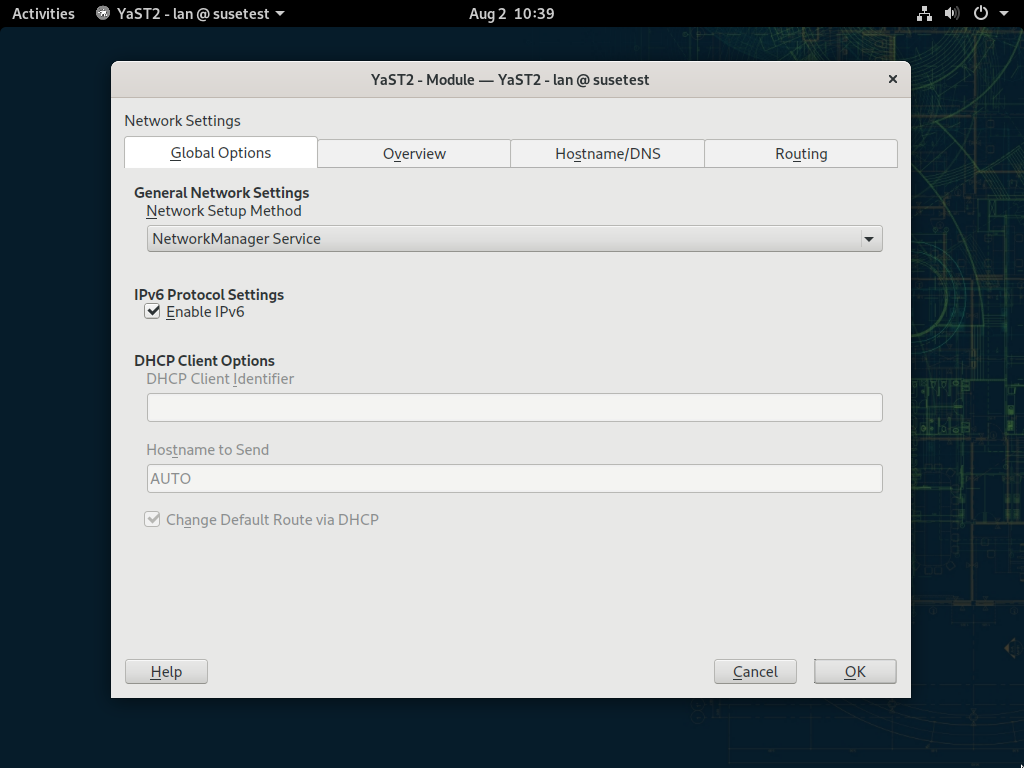 Activities YaST2 - lan @ susetest Aug 2 10:39
YaST2 - Module — YaST2 - lan @ susetest
Network Settings
Global Options Overview Hostname/DNS Routing
General Network Settings
Network Setup Method
NetworkManager Service
IPv6 Protocol Settings
Enable IPv6
DHCP Client Options
DHCP Client Identifier
Hostname to Send
AUTO
Change Default Route via DHCP
Help Cancel OK